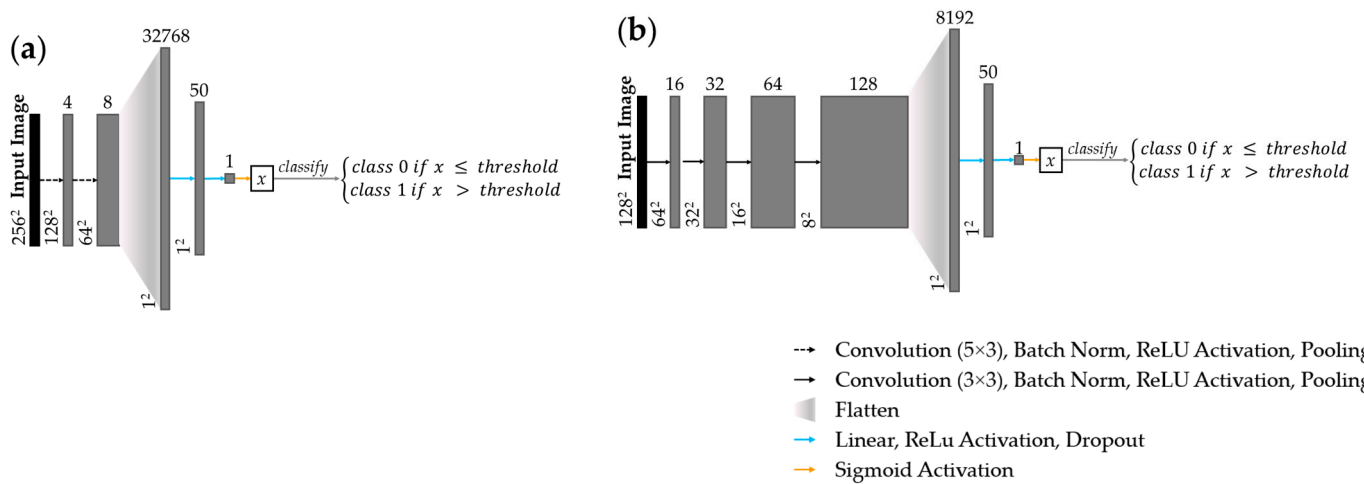 (a)
32768
4
8
50
1
Input Image
256²
128²
64²
1²
1²
x
classify
class 0 if x ≤ threshold
class 1 if x > threshold
(b)
8192
16
32
64
128
50
1
Input Image
128²
64²
32²
16²
8²
1²
1²
x
classify
class 0 if x ≤ threshold
class 1 if x > threshold
Convolution (5×3), Batch Norm, ReLU Activation, Pooling
Convolution (3×3), Batch Norm, ReLU Activation, Pooling
Flatten
Linear, ReLu Activation, Dropout
Sigmoid Activation